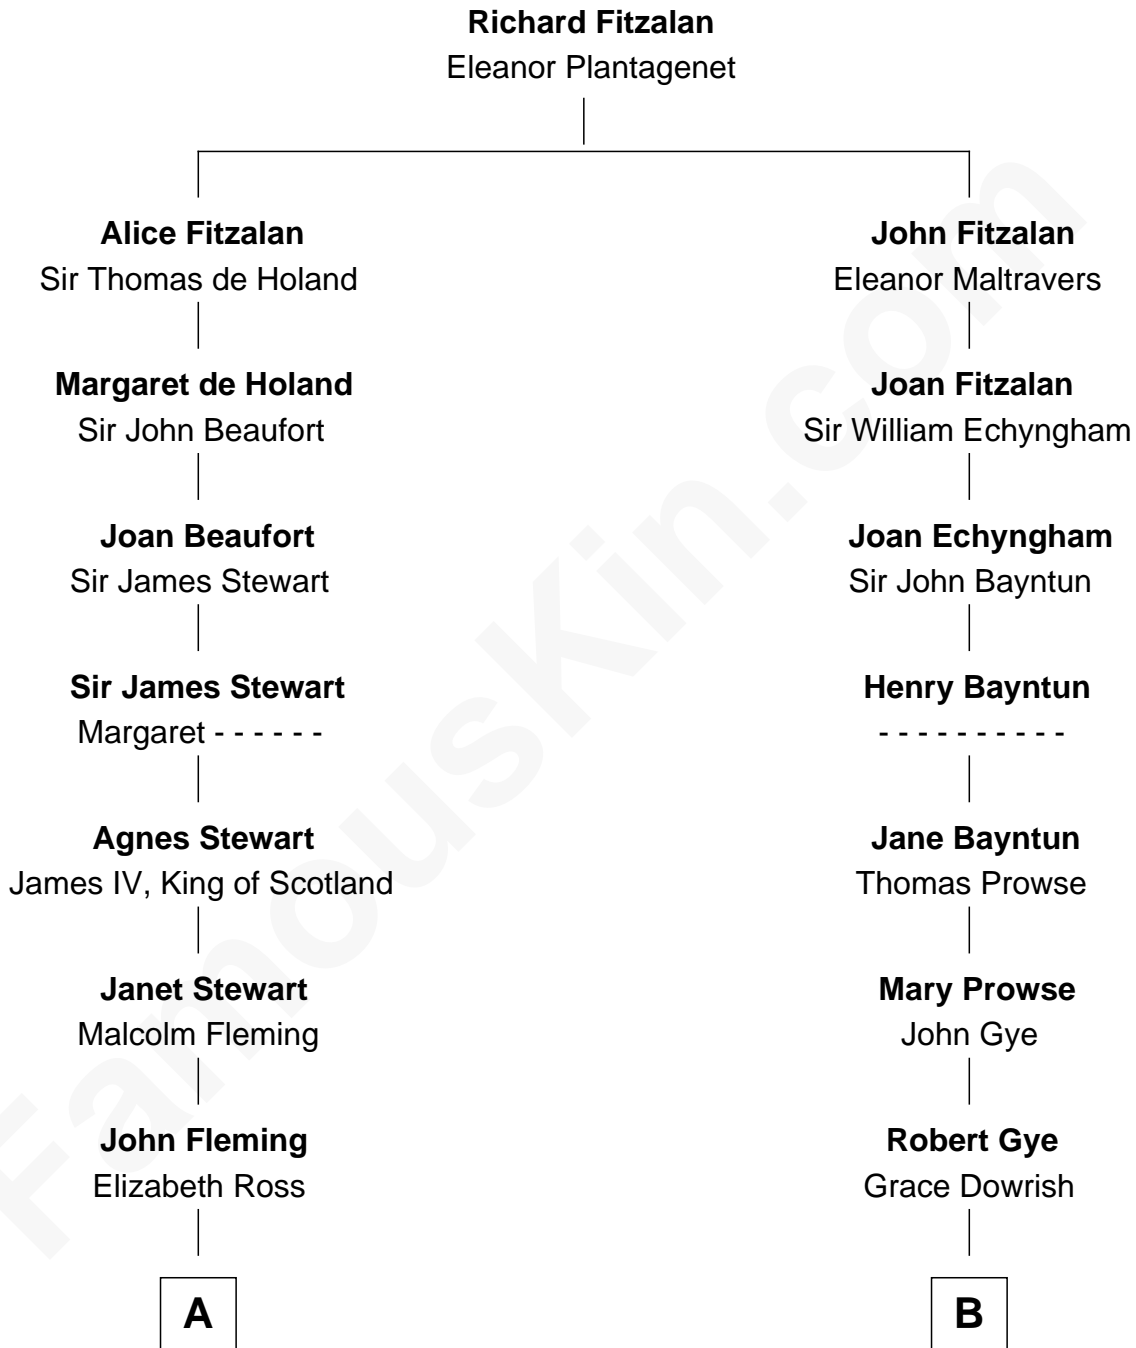 Richard Fitzalan
Eleanor Plantagenet
Alice Fitzalan
Sir Thomas de Holand
John Fitzalan
Eleanor Maltravers
Margaret de Holand
Sir John Beaufort
Joan Fitzalan
Sir William Echyngham
Joan Beaufort
Sir James Stewart
Joan Echyngham
Sir John Bayntun
Sir James Stewart
Margaret - - - - - -
Henry Bayntun
- - - - - - - - - -
Agnes Stewart
James IV, King of Scotland
Jane Bayntun
Thomas Prowse
Janet Stewart
Malcolm Fleming
Mary Prowse
John Gye
John Fleming
Elizabeth Ross
Robert Gye
Grace Dowrish
A
B
FamousKin.com